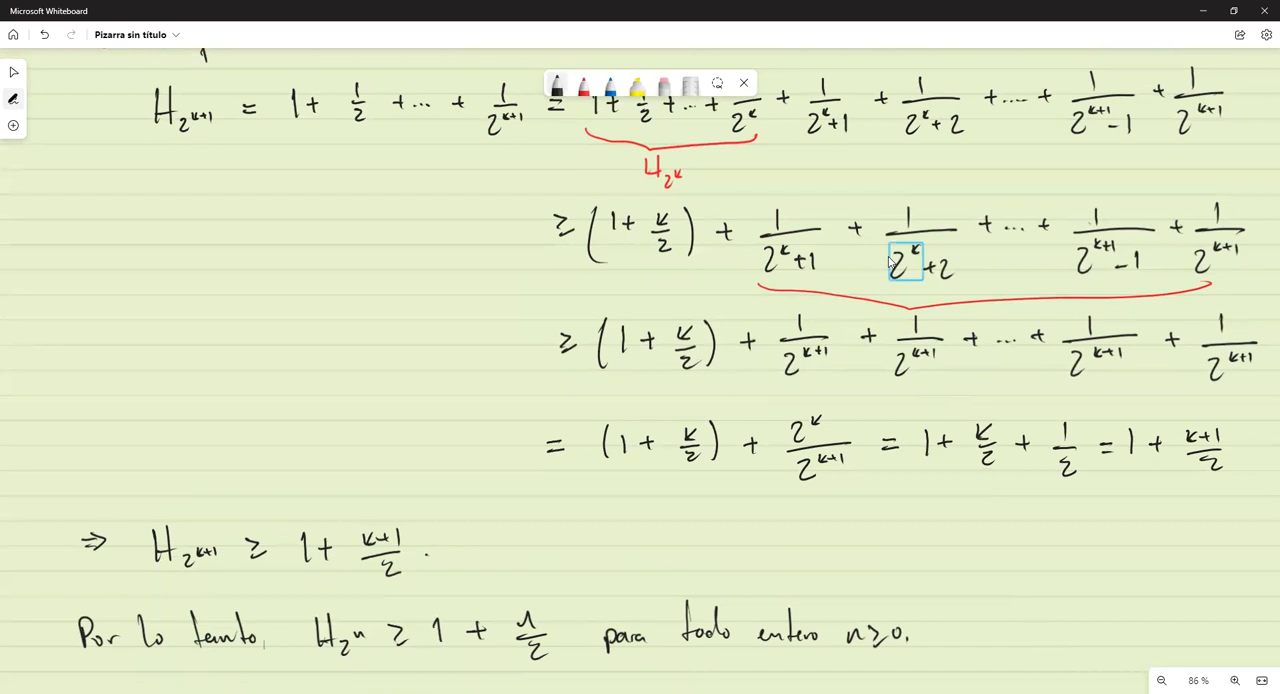 Microsoft Whiteboard
Pizarra sin título
H_{2^{k+1}} = 1 + 1/2 + ... + 1/2^{k+1} = 1 + 1/2 + ... + 1/2^k + 1/(2^k+1) + 1/(2^k+2) + .... + 1/(2^{k+1}-1) + 1/2^{k+1}
H_{2^k}
≥ (1 + k/2) + 1/(2^k+1) + 1/(2^k+2) + ... + 1/(2^{k+1}-1) + 1/2^{k+1}
≥ (1 + k/2) + 1/2^{k+1} + 1/2^{k+1} + ... + 1/2^{k+1} + 1/2^{k+1}
= (1 + k/2) + 2^k/2^{k+1} = 1 + k/2 + 1/2 = 1 + (k+1)/2
⇒ H_{2^{k+1}} ≥ 1 + (k+1)/2 .
Por lo tanto, H_{2^n} ≥ 1 + n/2 para todo entero n≥0.
86 %